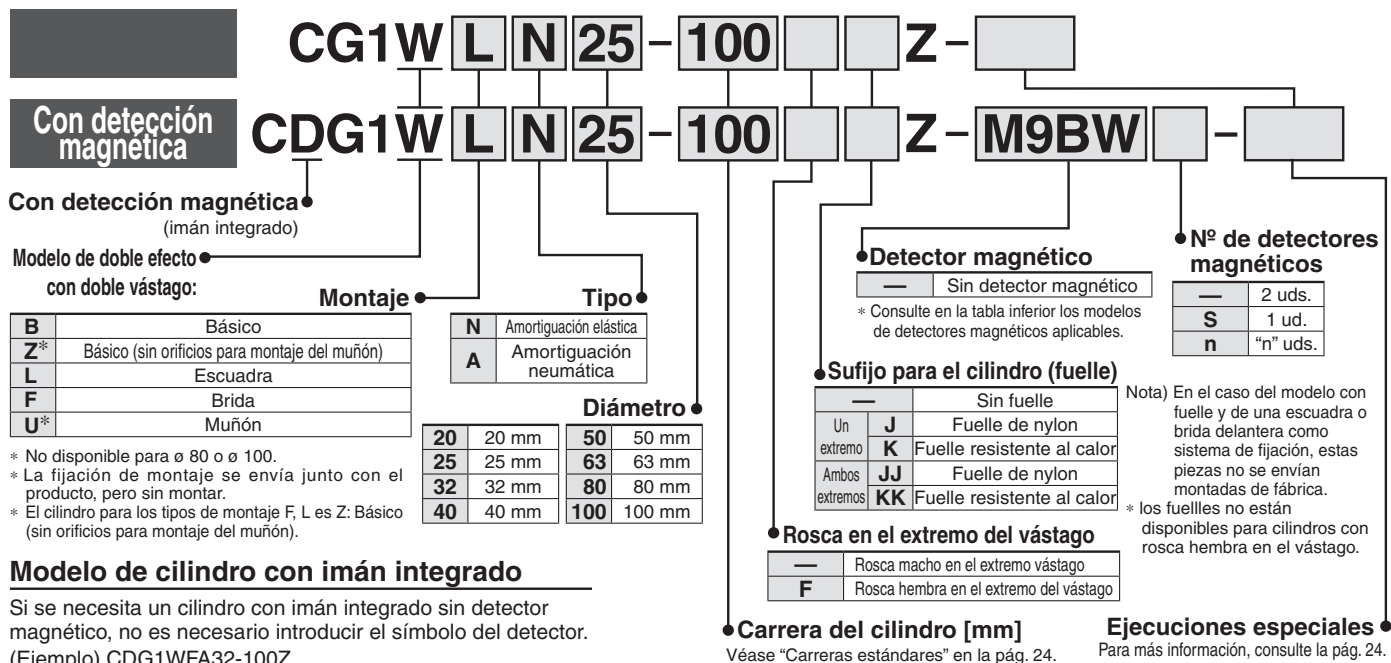 CG1W L N 25 – 100 Z –
Con detección
magnética
CDG1W L N 25 – 100 Z – M9BW –
Con detección magnética
(imán integrado)
Modelo de doble efecto
con doble vástago:
Montaje
B Básico
Z* Básico (sin orificios para montaje del muñón)
L Escuadra
F Brida
U* Muñón
* No disponible para ø 80 o ø 100.
* La fijación de montaje se envía junto con el
producto, pero sin montar.
* El cilindro para los tipos de montaje F, L es Z: Básico
(sin orificios para montaje del muñón).
Tipo
N Amortiguación elástica
A Amortiguación
neumática
Diámetro
20 20 mm 50 50 mm
25 25 mm 63 63 mm
32 32 mm 80 80 mm
40 40 mm 100 100 mm
Detector magnético
— Sin detector magnético
* Consulte en la tabla inferior los modelos
de detectores magnéticos aplicables.
Nº de detectores
magnéticos
— 2 uds.
S 1 ud.
n “n” uds.
Sufijo para el cilindro (fuelle)
— Sin fuelle
Un
extremo
J Fuelle de nylon
K Fuelle resistente al calor
Ambos
extremos
JJ Fuelle de nylon
KK Fuelle resistente al calor
Nota) En el caso del modelo con
fuelle y de una escuadra o
brida delantera como
sistema de fijación, estas
piezas no se envían
montadas de fábrica.
* los fuellles no están
disponibles para cilindros con
rosca hembra en el vástago.
Rosca en el extremo del vástago
— Rosca macho en el extremo vástago
F Rosca hembra en el extremo del vástago
Modelo de cilindro con imán integrado
Si se necesita un cilindro con imán integrado sin detector
magnético, no es necesario introducir el símbolo del detector.
(Ejemplo) CDG1WFA32-100Z
Carrera del cilindro [mm]
Véase “Carreras estándares” en la pág. 24.
Ejecuciones especiales
Para más información, consulte la pág. 24.